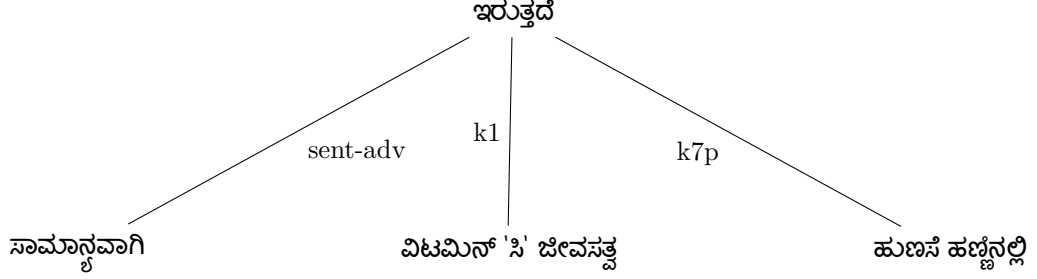 ಇರುತ್ತದೆ
sent-adv k1 k7p
ಸಾಮಾನ್ಯವಾಗಿ ವಿಟಮಿನ್ 'ಸಿ' ಜೀವಸತ್ವ ಹುಣಸೆ ಹಣ್ಣಿನಲ್ಲಿ